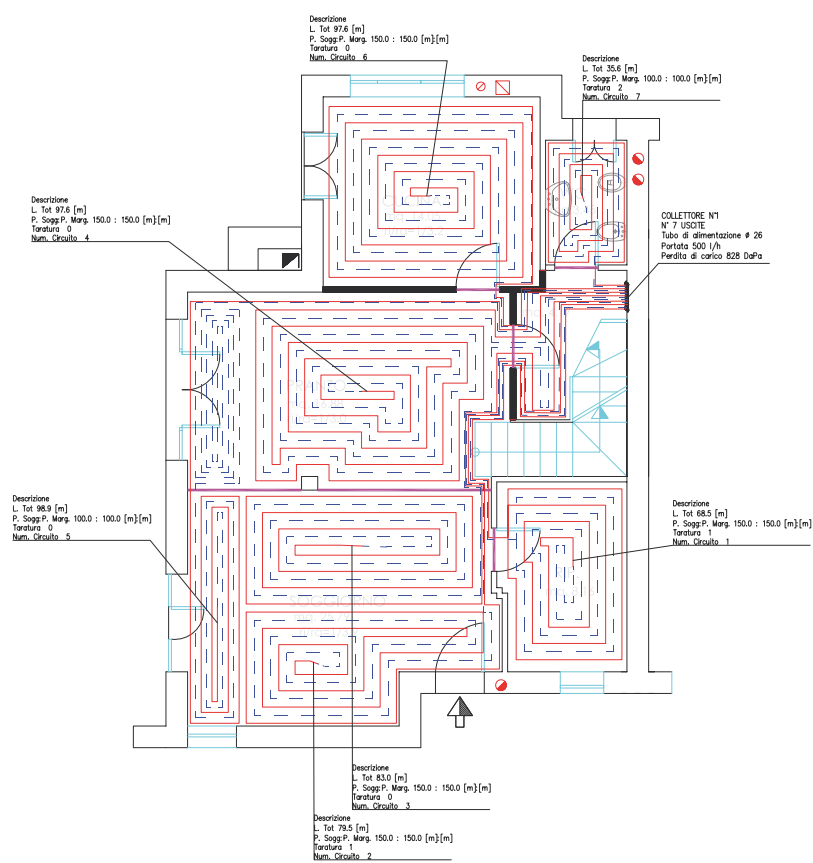 Descrizione
L. Tot 97.6 [m]
P. Sogg:P. Marg. 150.0 : 150.0 [m]:[m]
Taratura 0
Num. Circuito 6
Descrizione
L. Tot 35.6 [m]
P. Sogg:P. Marg. 100.0 : 100.0 [m]:[m]
Taratura 2
Num. Circuito 7
Descrizione
L. Tot 97.6 [m]
P. Sogg:P. Marg. 150.0 : 150.0 [m]:[m]
Taratura 0
Num. Circuito 4
COLLETTORE N°1
N° 7 USCITE
Tubo di alimentazione ø 26
Portata 500 l/h
Perdita di carico 828 DaPa
PRANZO
Descrizione
L. Tot 98.9 [m]
P. Sogg:P. Marg. 100.0 : 100.0 [m]:[m]
Taratura 0
Num. Circuito 5
Descrizione
L. Tot 68.5 [m]
P. Sogg:P. Marg. 150.0 : 150.0 [m]:[m]
Taratura 1
Num. Circuito 1
SOGGIORNO
Descrizione
L. Tot 83.0 [m]
P. Sogg:P. Marg. 150.0 : 150.0 [m]:[m]
Taratura 0
Num. Circuito 3
Descrizione
L. Tot 79.5 [m]
P. Sogg:P. Marg. 150.0 : 150.0 [m]:[m]
Taratura 1
Num. Circuito 2